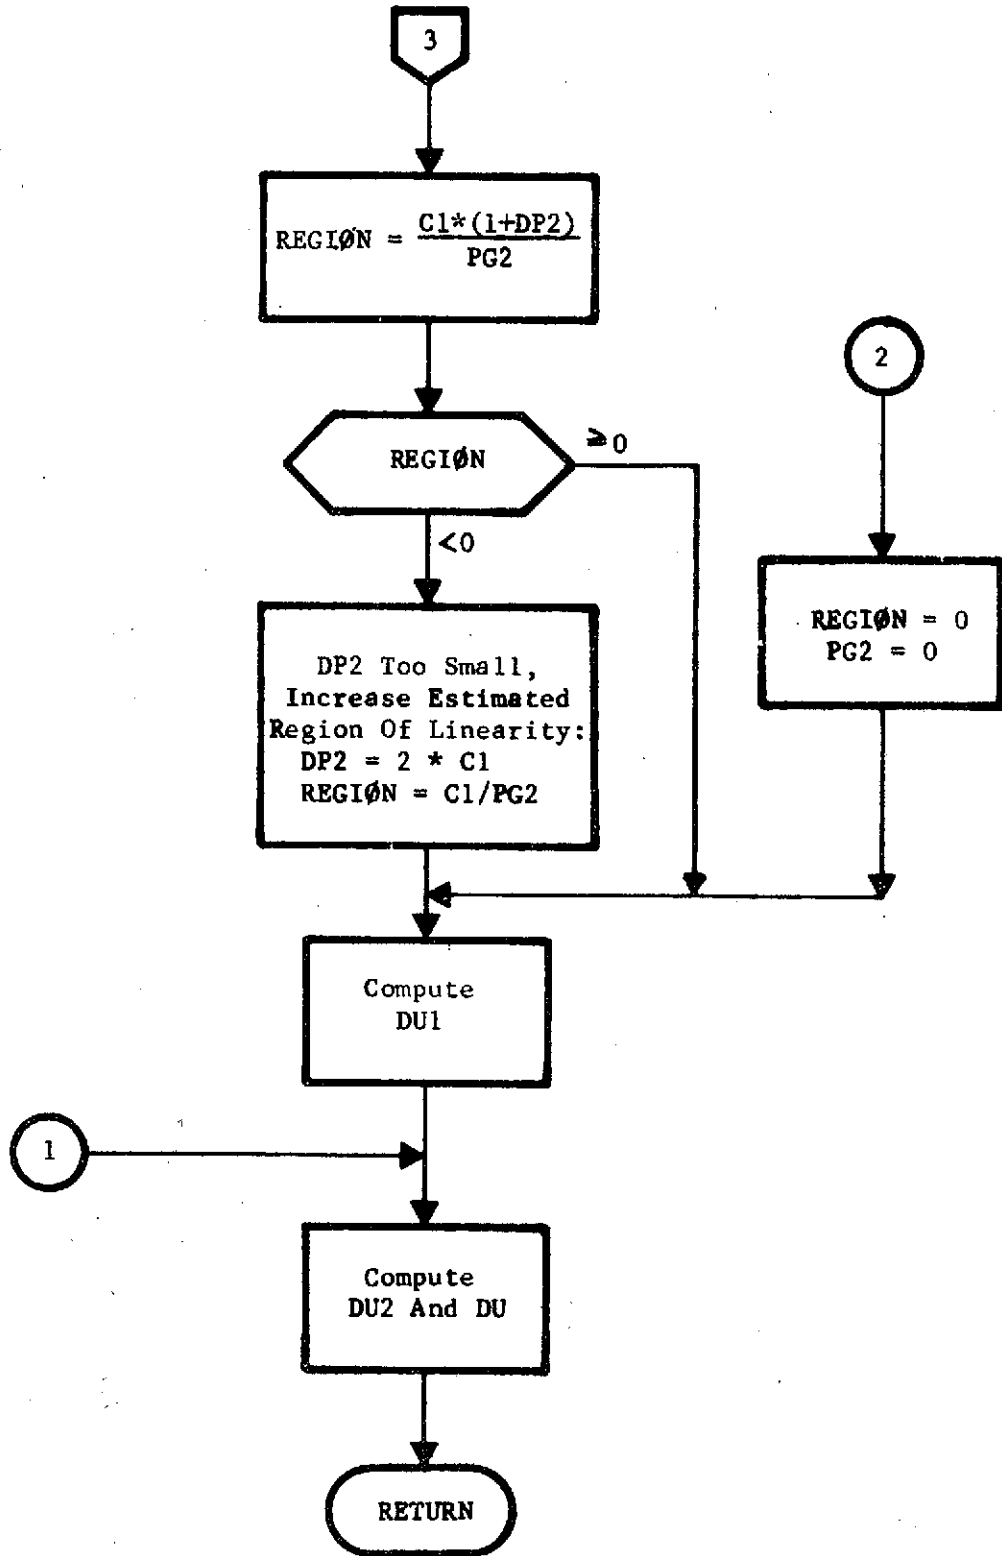 3
REGIØN = C1*(1+DP2)
PG2
2
REGIØN
≥0
<0
REGIØN = 0
PG2 = 0
DP2 Too Small,
Increase Estimated
Region Of Linearity:
DP2 = 2 * C1
REGIØN = C1/PG2
Compute
DU1
1
Compute
DU2 And DU
RETURN